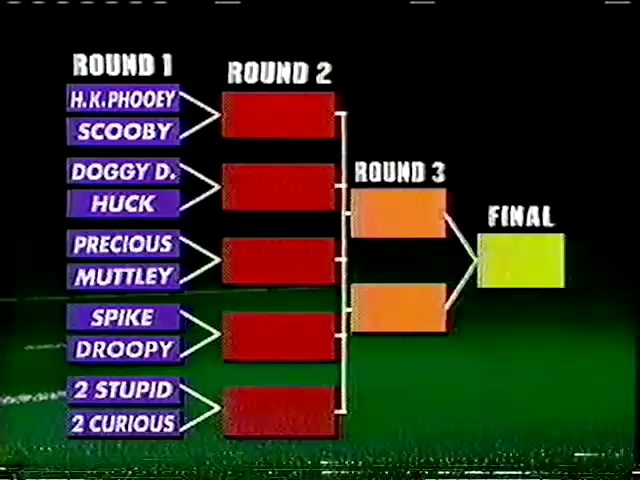 ROUND 1
H.K. PHOOEY
SCOOBY
DOGGY D.
HUCK
PRECIOUS
MUTTLEY
SPIKE
DROOPY
2 STUPID
2 CURIOUS
ROUND 2
ROUND 3
FINAL